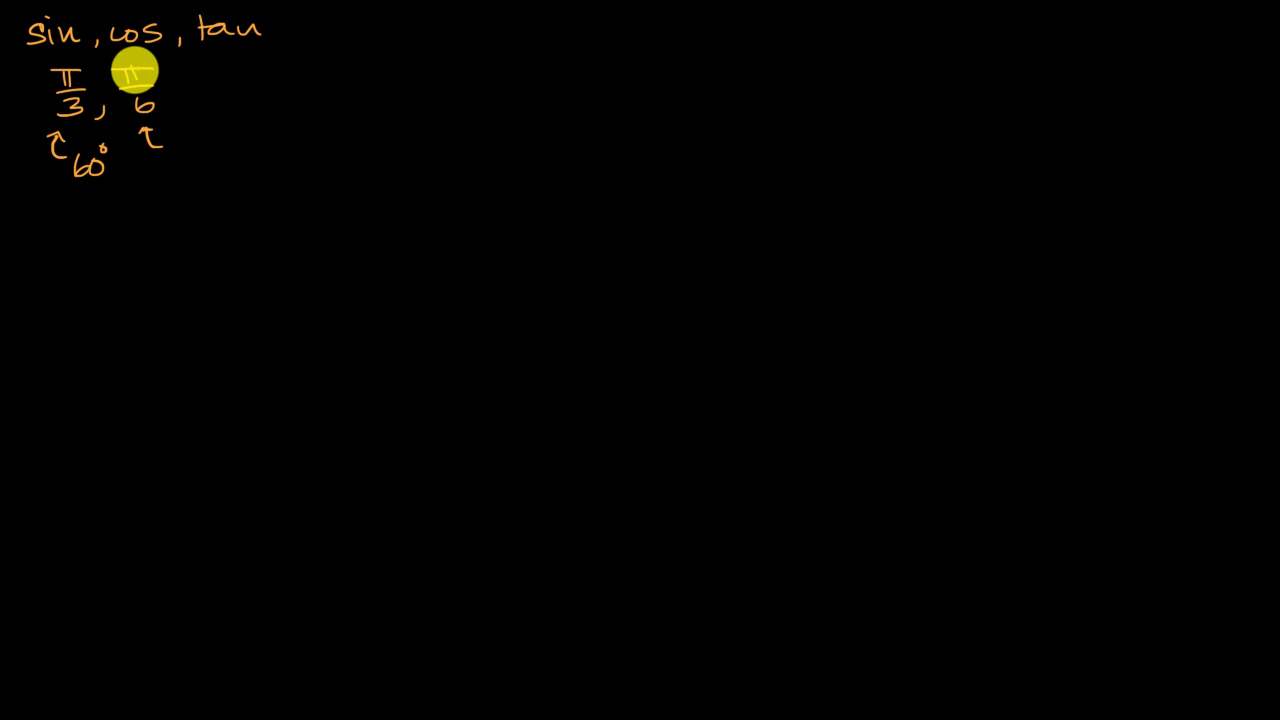 sin, cos, tan
π/3, π/6
60°